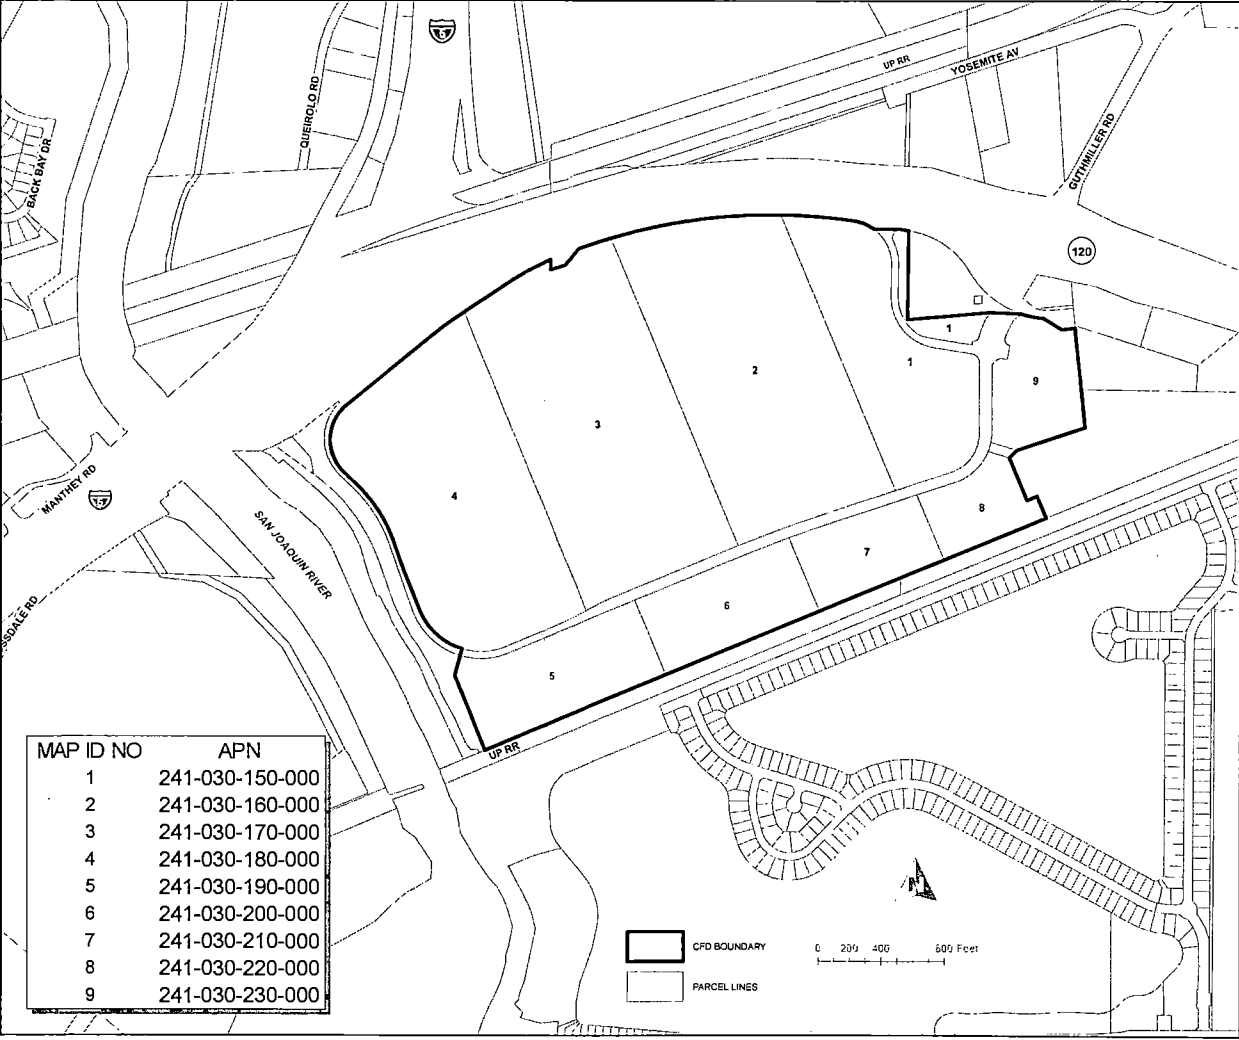 5
UP RR
YOSEMITE AV
QUEIROLO RD
BACK BAY DR
GUTHMILLER RD
120
1
1
2
9
3
4
MANTHEY RD
5
SAN JOAQUIN RIVER
8
7
SSDALE RD
6
5
UP RR
MAP ID NO APN
1 241-030-150-000
2 241-030-160-000
3 241-030-170-000
4 241-030-180-000
5 241-030-190-000
6 241-030-200-000
7 241-030-210-000
8 241-030-220-000
9 241-030-230-000
N
CFD BOUNDARY
0 200 400 800 Feet
PARCEL LINES